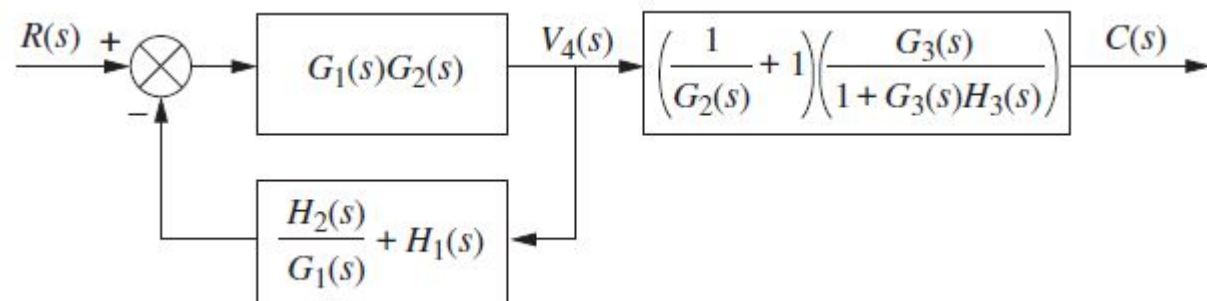 R(s) +
−
G₁(s)G₂(s)
V₄(s)
(1/G₂(s) + 1)(G₃(s)/(1 + G₃(s)H₃(s)))
C(s)
H₂(s)/G₁(s) + H₁(s)